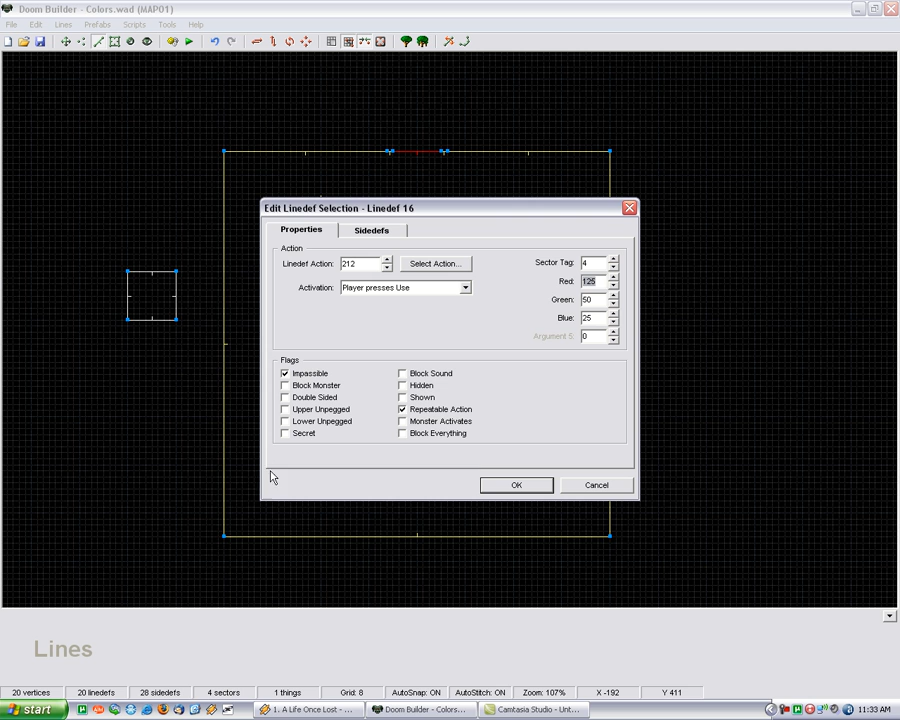 Doom Builder - Colors.wad (MAP01)
File Edit Lines Prefabs Scripts Tools Help
Edit Linedef Selection - Linedef 16
Properties Sidedefs
Action
Linedef Action: 212 Select Action... Sector Tag: 4
Red: 125
Activation: Player presses Use
Green: 50
Blue: 25
Argument 5: 0
Flags
Impassible Block Sound
Block Monster Hidden
Double Sided Shown
Upper Unpegged Repeatable Action
Lower Unpegged Monster Activates
Secret Block Everything
OK Cancel
Lines
20 vertices 20 linedefs 28 sidedefs 4 sectors 1 things Grid: 8 AutoSnap: ON AutoStitch: ON Zoom: 107% X -192 Y 411
start 1. A Life Once Lost - ... Doom Builder - Colors... Camtasia Studio - Unt... 11:33 AM